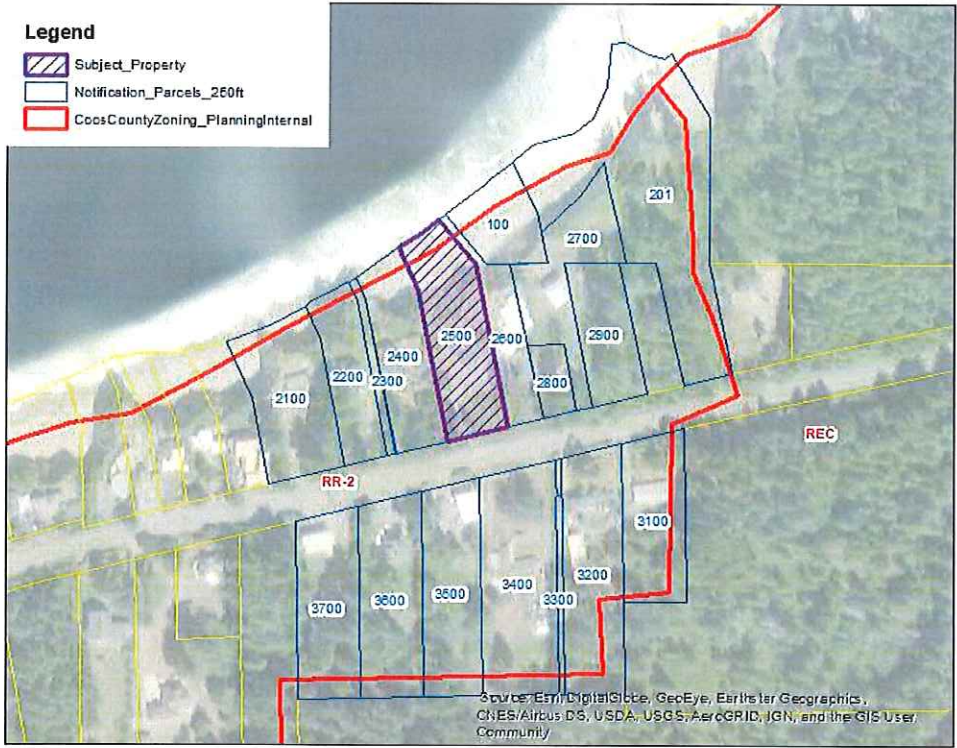 Legend
Subject_Property
Notification_Parcels_250ft
CoosCountyZoning_PlanningInternal
201
100
2700
2500
2600
2900
2400
2200
2300
2800
2100
REC
RR-2
3100
3200
3400
3500
3300
3600
3700
Source: Esri, DigitalGlobe, GeoEye, Earthstar Geographics,
CNES/Airbus DS, USDA, USGS, AeroGRID, IGN, and the GIS User
Community